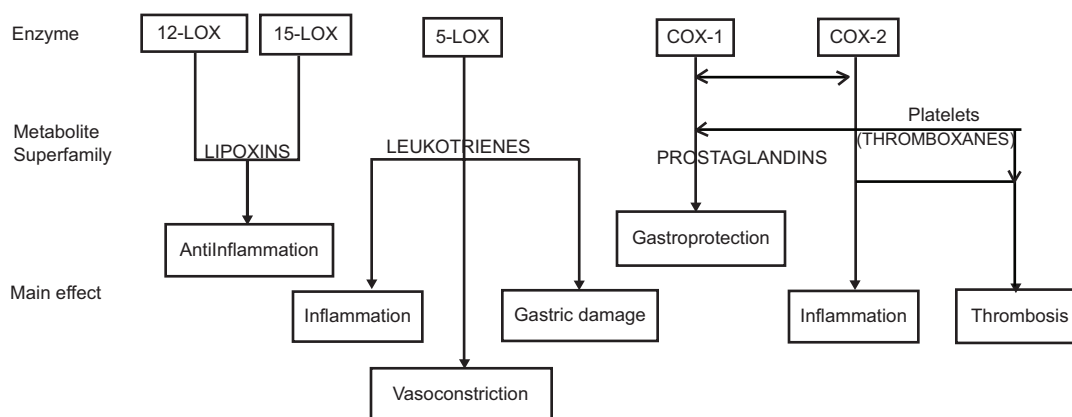 Enzyme
12-LOX
15-LOX
5-LOX
COX-1
COX-2
Metabolite
Superfamily
LIPOXINS
LEUKOTRIENES
PROSTAGLANDINS
Platelets
(THROMBOXANES)
Main effect
AntiInflammation
Inflammation
Vasoconstriction
Gastric damage
Gastroprotection
Inflammation
Thrombosis